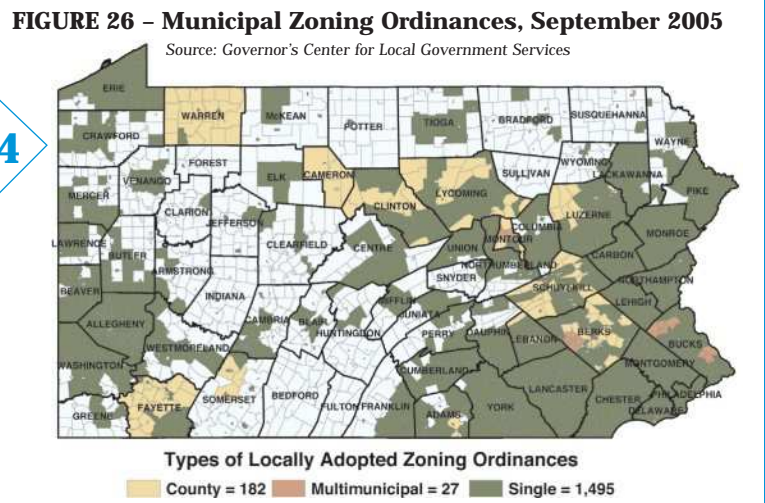 FIGURE 26 – Municipal Zoning Ordinances, September 2005
Source: Governor's Center for Local Government Services
4
ERIE
WARREN
McKEAN
POTTER
TIOGA
BRADFORD
SUSQUEHANNA
CRAWFORD
WAYNE
FOREST
WYOMING
ELK
CAMERON
SULLIVAN
LACKAWANNA
VENANGO
MERCER
LYCOMING
PIKE
CLINTON
CLARION
LUZERNE
JEFFERSON
COLUMBIA
MONROE
LAWRENCE
CLEARFIELD
CENTRE
UNION
MONTOUR
BUTLER
CARBON
NORTHUMBERLAND
ARMSTRONG
SNYDER
NORTHAMPTON
BEAVER
SCHUYLKILL
INDIANA
MIFFLIN
LEHIGH
JUNIATA
ALLEGHENY
CAMBRIA
BLAIR
HUNTINGDON
PERRY
DAUPHIN
LEBANON
BERKS
BUCKS
WESTMORELAND
MONTGOMERY
WASHINGTON
CUMBERLAND
LANCASTER
PHILADELPHIA
CHESTER
SOMERSET
BEDFORD
FULTON
FRANKLIN
YORK
FAYETTE
ADAMS
DELAWARE
GREENE
Types of Locally Adopted Zoning Ordinances
County = 182 Multimunicipal = 27 Single = 1,495